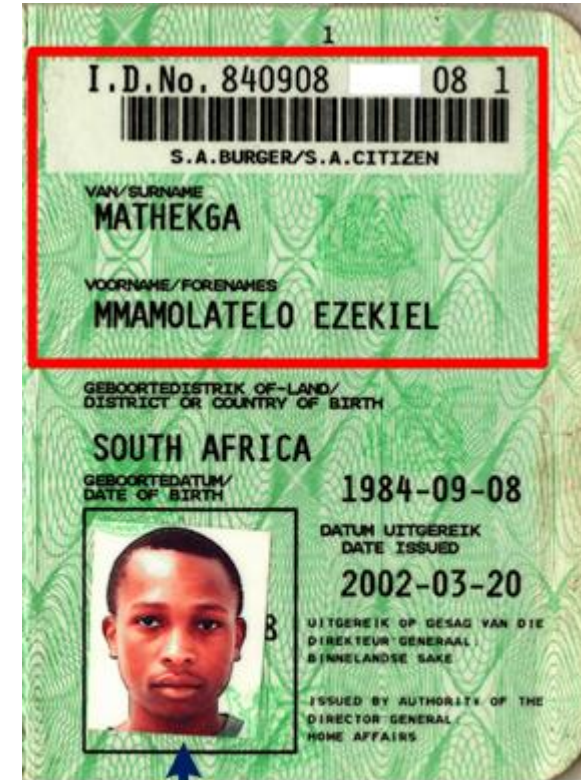 1
I.D.No. 840908 08 1
S.A.BURGER/S.A.CITIZEN
VAN/SURNAME
MATHEKGA
VOORNAME/FORENAMES
MMAMOLATELO EZEKIEL
GEBOORTEDISTRIK OF-LAND/
DISTRICT OR COUNTRY OF BIRTH
SOUTH AFRICA
GEBOORTEDATUM/
DATE OF BIRTH
1984-09-08
DATUM UITGEREIK
DATE ISSUED
2002-03-20
8
UITGEREIK OP GESAG VAN DIE
DIREKTEUR GENERAAL:
BINNELANDSE SAKE
ISSUED BY AUTHORITY OF THE
DIRECTOR GENERAL:
HOME AFFAIRS